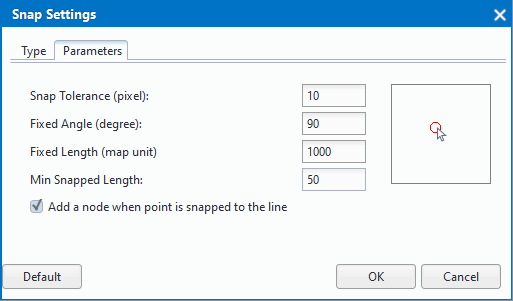 Snap Settings
Type Parameters
Snap Tolerance (pixel): 10
Fixed Angle (degree): 90
Fixed Length (map unit) 1000
Min Snapped Length: 50
Add a node when point is snapped to the line
Default OK Cancel